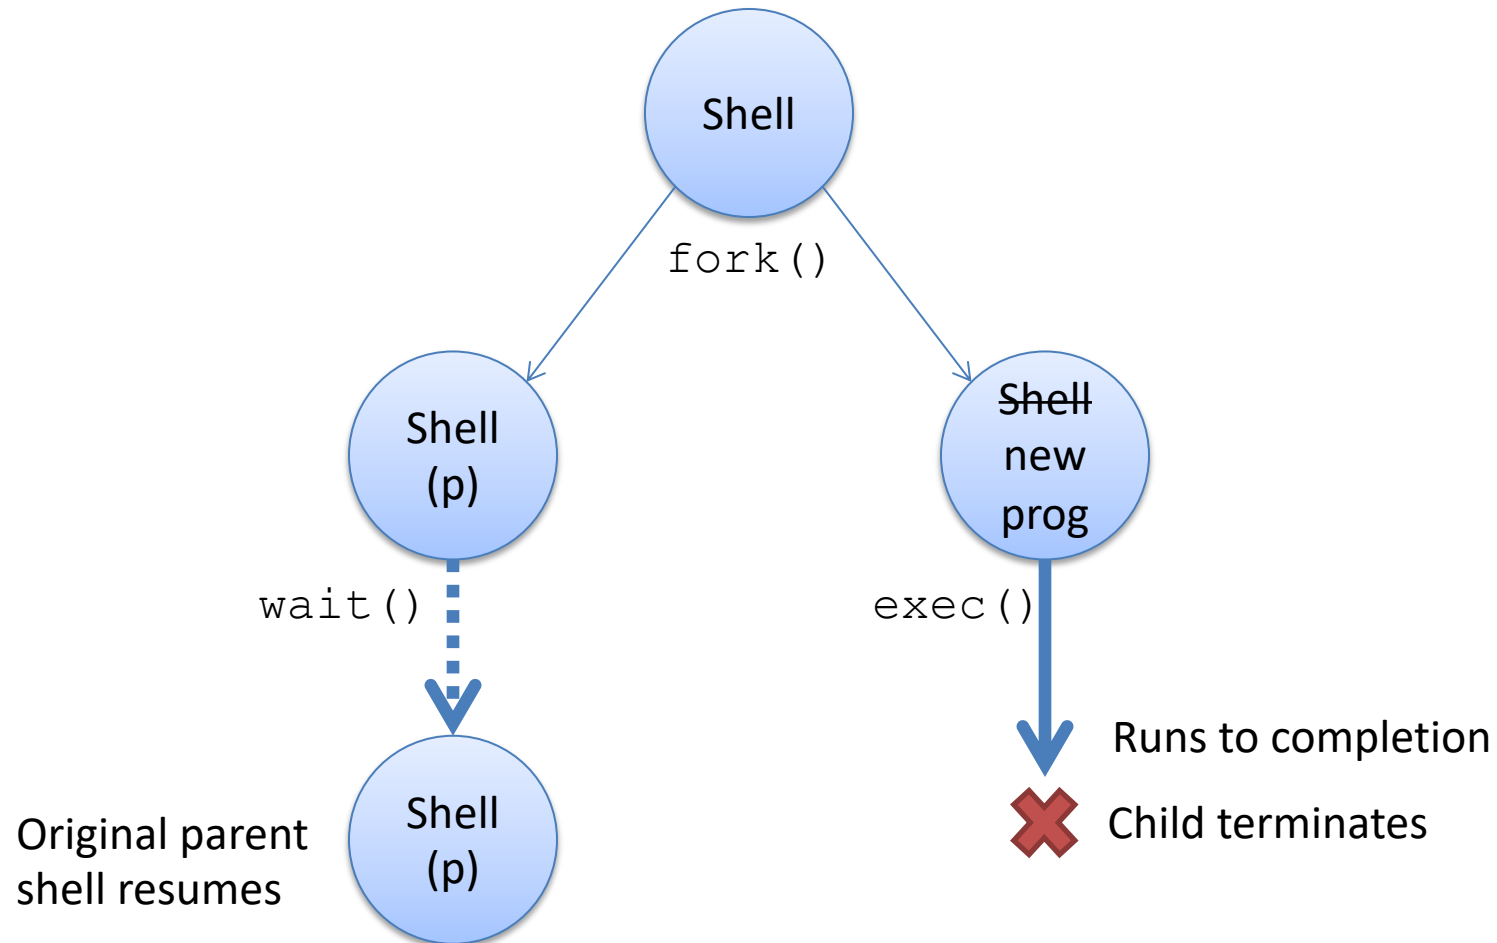 Shell
fork()
Shell
(p)
Shell
new
prog
wait()
exec()
Runs to completion
Child terminates
Original parent
shell resumes
Shell
(p)